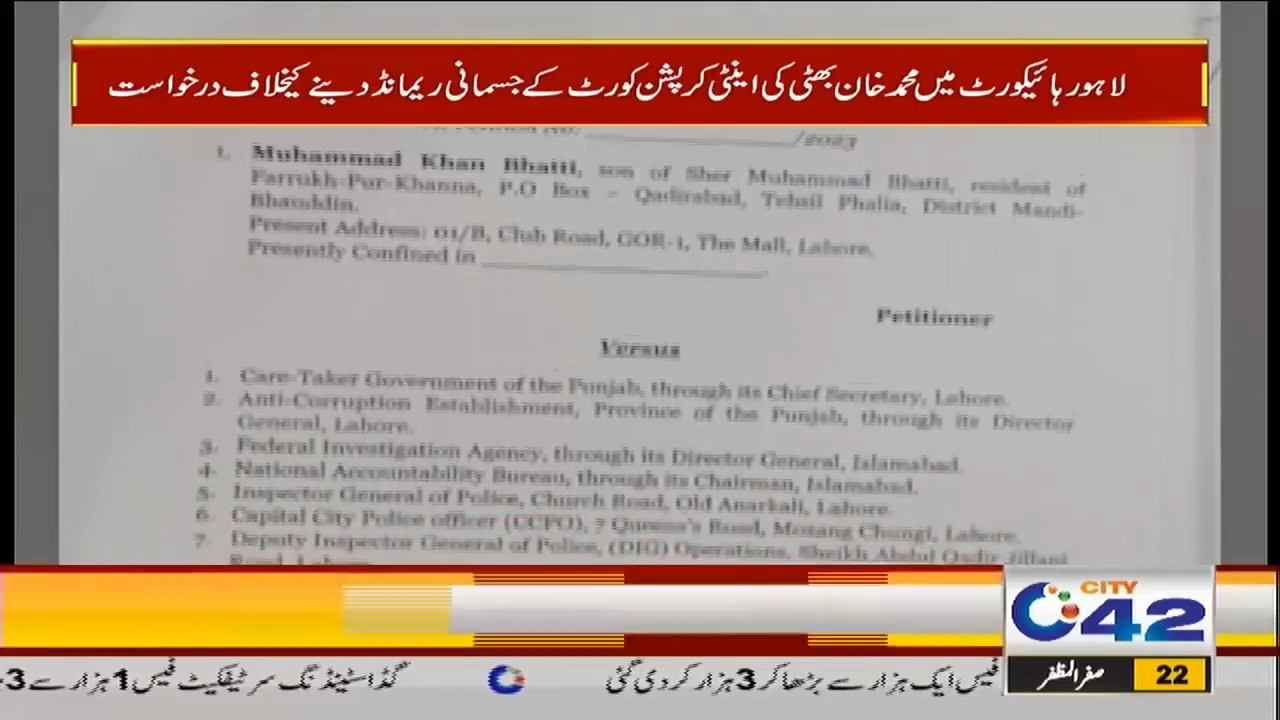 لاہور ہائیکورٹ میں محمد خان بھٹی کی اینٹی کرپشن کورٹ کے جسمانی ریمانڈ دینے کیخلاف درخواست
/2023
1. Muhammad Khan Bhatti, son of Sher Muhammad Bhatti, resident of
Farrukh-Pur-Khanna, P.O Box – Qadirabad, Tehsil Phalia, District Mandi-
Bhauddin.
Present Address: 01/B, Club Road, GOR-1, The Mall, Lahore.
Presently Confined in
Petitioner
Versus
1. Care-Taker Government of the Punjab, through its Chief Secretary, Lahore.
2. Anti-Corruption Establishment, Province of the Punjab, through its Director
General, Lahore.
3. Federal Investigation Agency, through its Director General, Islamabad.
4. National Accountability Bureau, through its Chairman, Islamabad.
5. Inspector General of Police, Church Road, Old Anarkali, Lahore.
6. Capital City Police officer (CCPO), 7 Queen's Road, Mozang Chungi, Lahore.
7. Deputy Inspector General of Police, (DIG) Operations, Sheikh Abdul Qadir Jillani
CITY
42
فیس ایک ہزار سے بڑھا کر 3 ہزار کر دی گئی
گڈ اسٹینڈنگ سرٹیفکیٹ فیس 1 ہزار سے 3
صفر المظفر 22